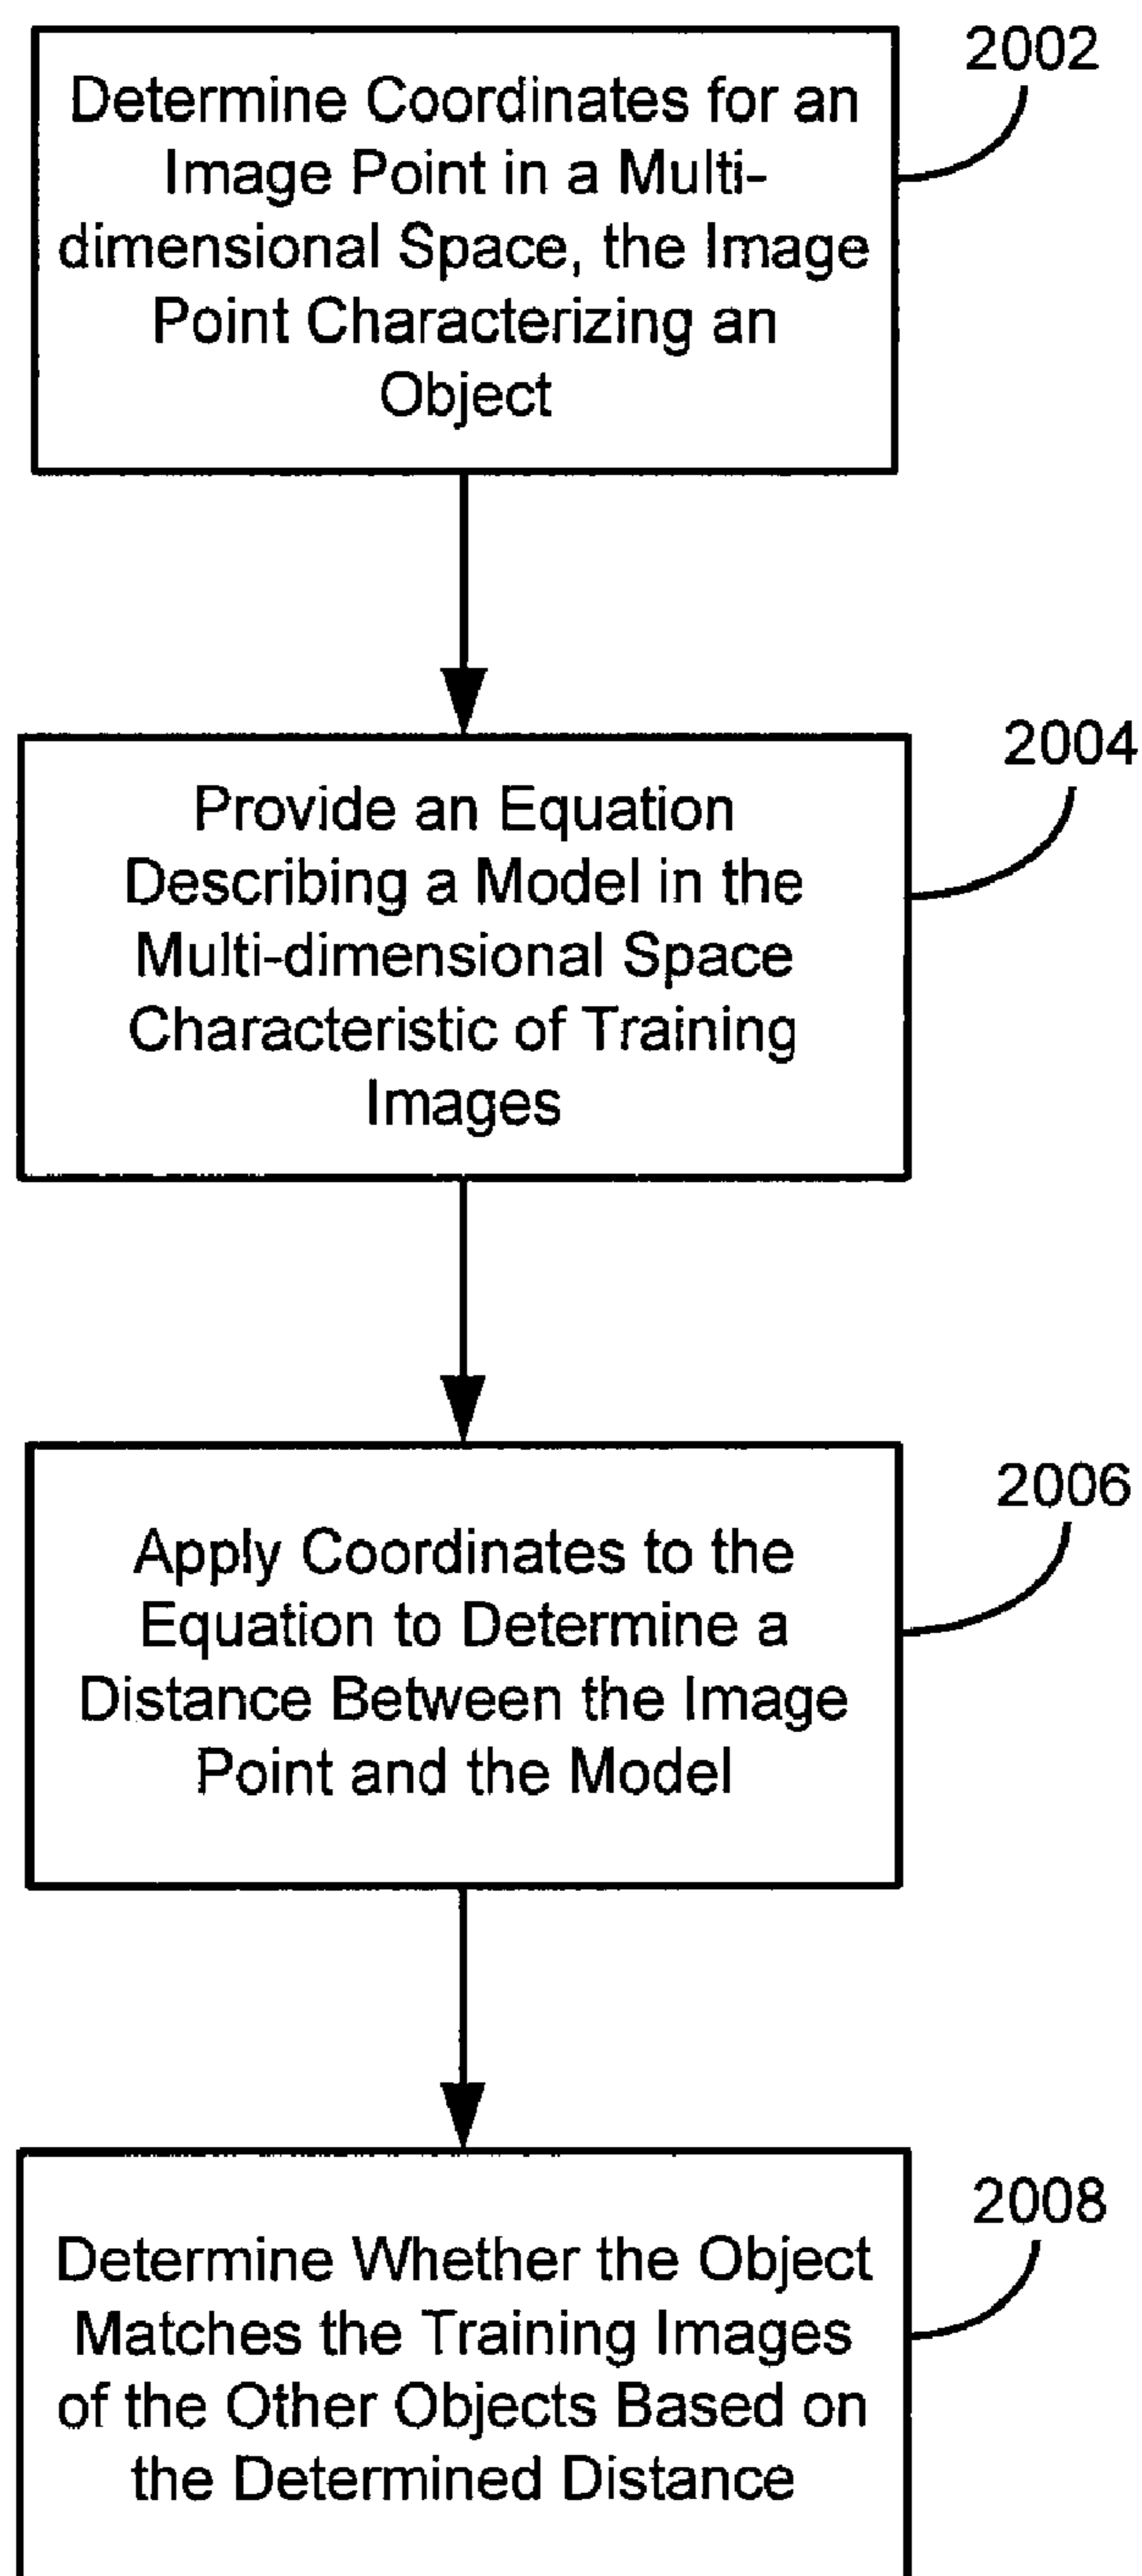 2002
Determine Coordinates for an
Image Point in a Multi-
dimensional Space, the Image
Point Characterizing an
Object
2004
Provide an Equation
Describing a Model in the
Multi-dimensional Space
Characteristic of Training
Images
2006
Apply Coordinates to the
Equation to Determine a
Distance Between the Image
Point and the Model
2008
Determine Whether the Object
Matches the Training Images
of the Other Objects Based on
the Determined Distance